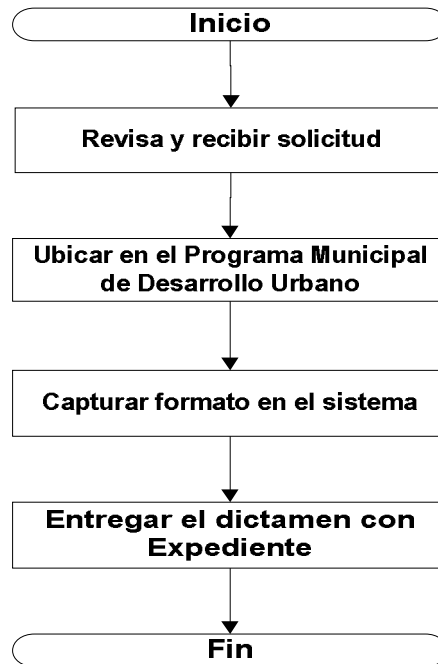 Inicio
Revisa y recibir solicitud
Ubicar en el Programa Municipal
de Desarrollo Urbano
Capturar formato en el sistema
Entregar el dictamen con
Expediente
Fin